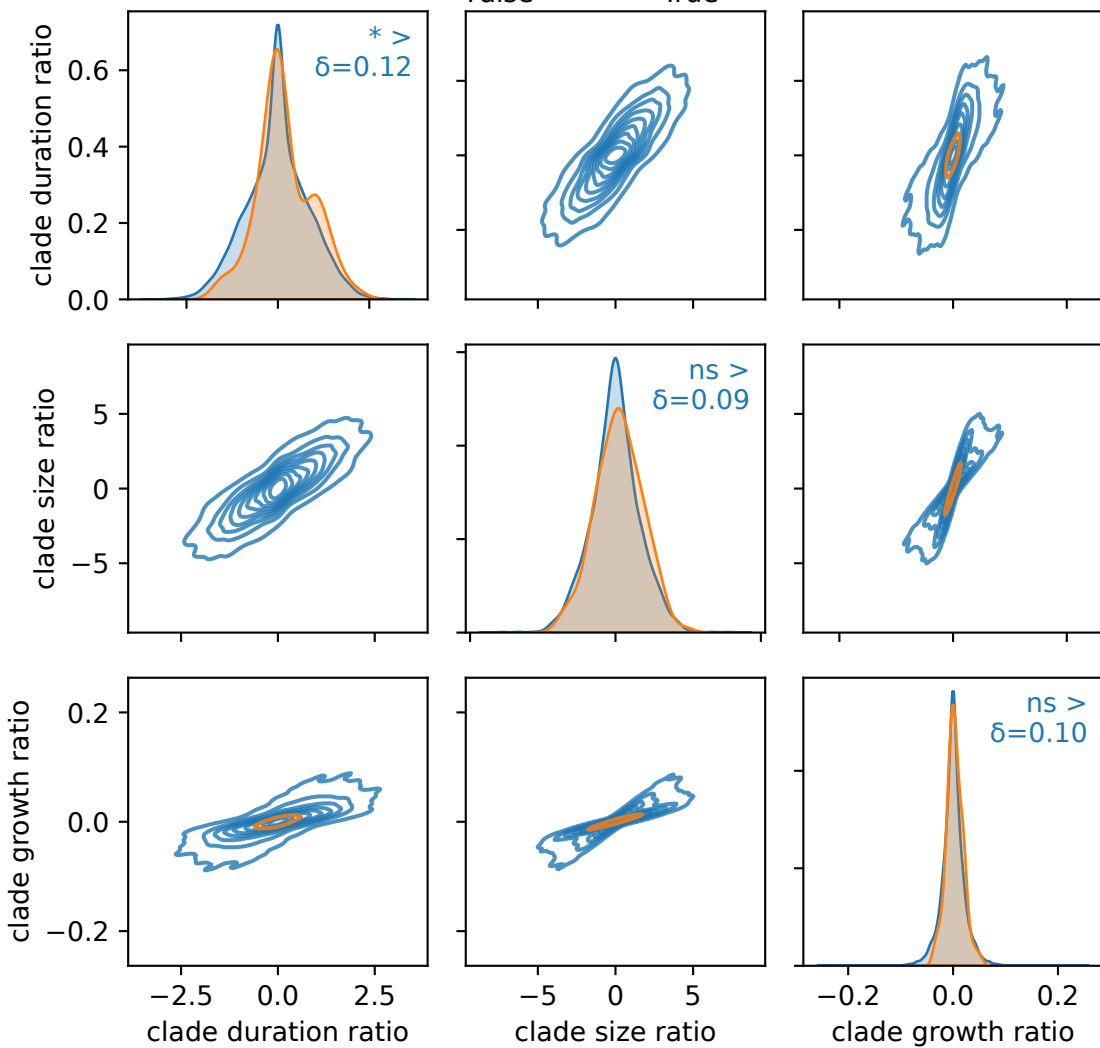 True
* >
δ=0.12
clade duration ratio
0.6
0.4
0.2
0.0
ns >
δ=0.09
clade size ratio
5
0
−5
ns >
δ=0.10
clade growth ratio
0.2
0.0
−0.2
−2.5 0.0 2.5
−5 0 5
−0.2 0.0 0.2
clade duration ratio
clade size ratio
clade growth ratio